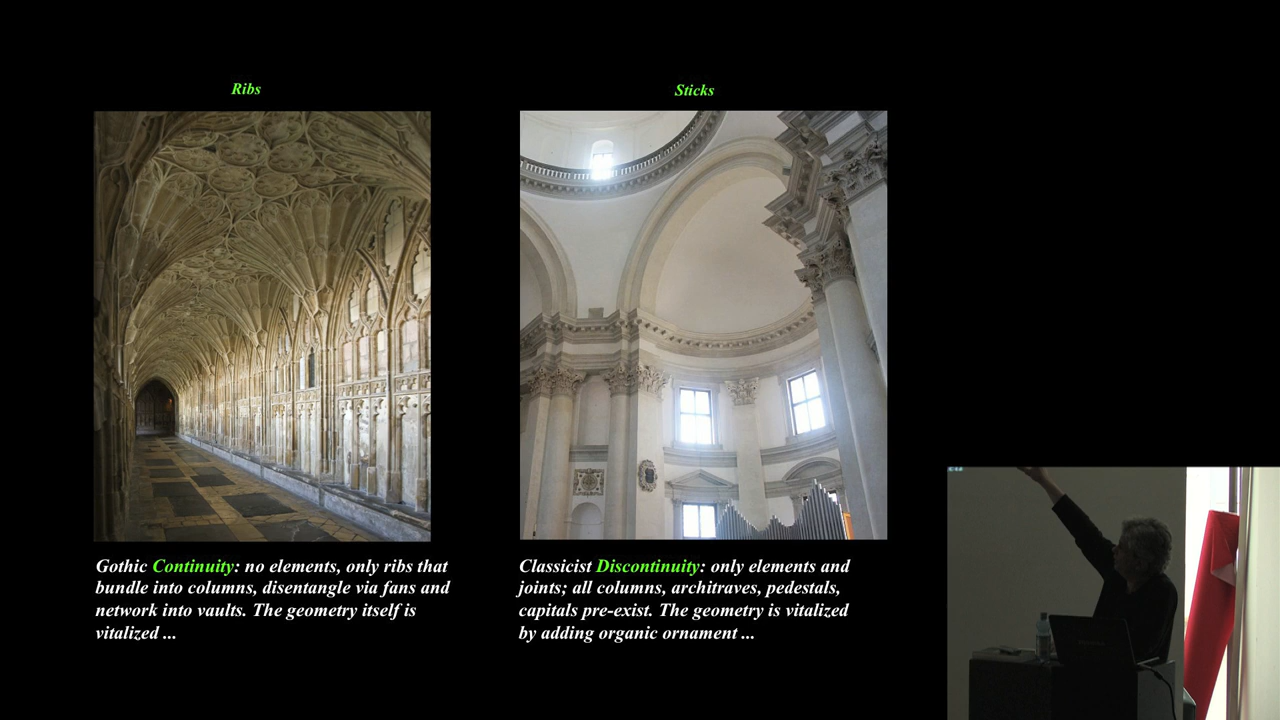 Ribs
Sticks
Gothic Continuity: no elements, only ribs that
bundle into columns, disentangle via fans and
network into vaults. The geometry itself is
vitalized ...
Classicist Discontinuity: only elements and
joints; all columns, architraves, pedestals,
capitals pre-exist. The geometry is vitalized
by adding organic ornament ...